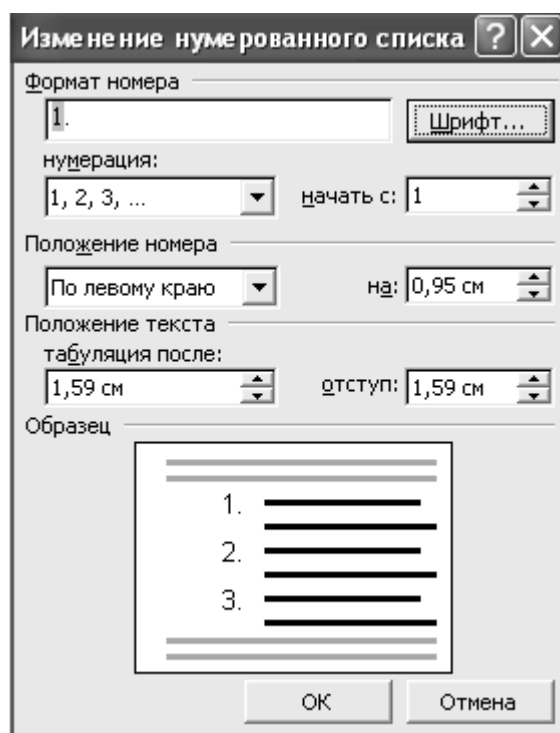 Изменение нумерованного списка
Формат номера
1. Шрифт...
нумерация:
1, 2, 3, ... начать с: 1
Положение номера
По левому краю на: 0,95 см
Положение текста
табуляция после:
1,59 см отступ: 1,59 см
Образец
1.
2.
3.
ОК Отмена